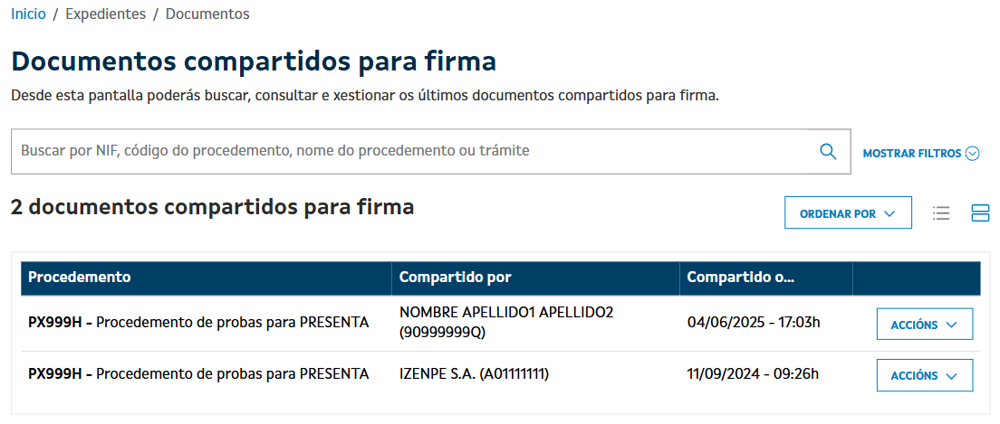 Inicio / Expedientes / Documentos
Documentos compartidos para firma
Desde esta pantalla poderás buscar, consultar e xestionar os últimos documentos compartidos para firma.
Buscar por NIF, código do procedemento, nome do procedemento ou trámite
MOSTRAR FILTROS
2 documentos compartidos para firma
ORDENAR POR
Procedemento Compartido por Compartido o...
PX999H - Procedemento de probas para PRESENTA NOMBRE APELLIDO1 APELLIDO2 04/06/2025 - 17:03h ACCIÓNS
(90999999Q)
PX999H - Procedemento de probas para PRESENTA IZENPE S.A. (A01111111) 11/09/2024 - 09:26h ACCIÓNS